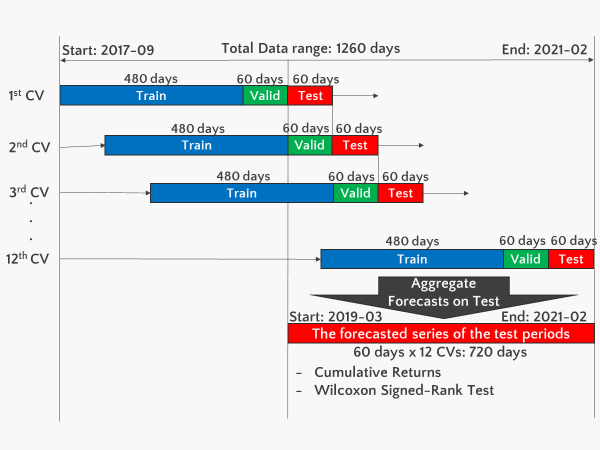 Start: 2017-09 Total Data range: 1260 days End: 2021-02
480 days 60 days 60 days
1st CV Train Valid Test
480 days 60 days 60 days
2nd CV Train Valid Test
480 days 60 days 60 days
3rd CV Train Valid Test
.
.
.
480 days 60 days 60 days
12th CV Train Valid Test
Aggregate
Forecasts on Test
Start: 2019-03 End: 2021-02
The forecasted series of the test periods
60 days x 12 CVs: 720 days
- Cumulative Returns
- Wilcoxon Signed-Rank Test